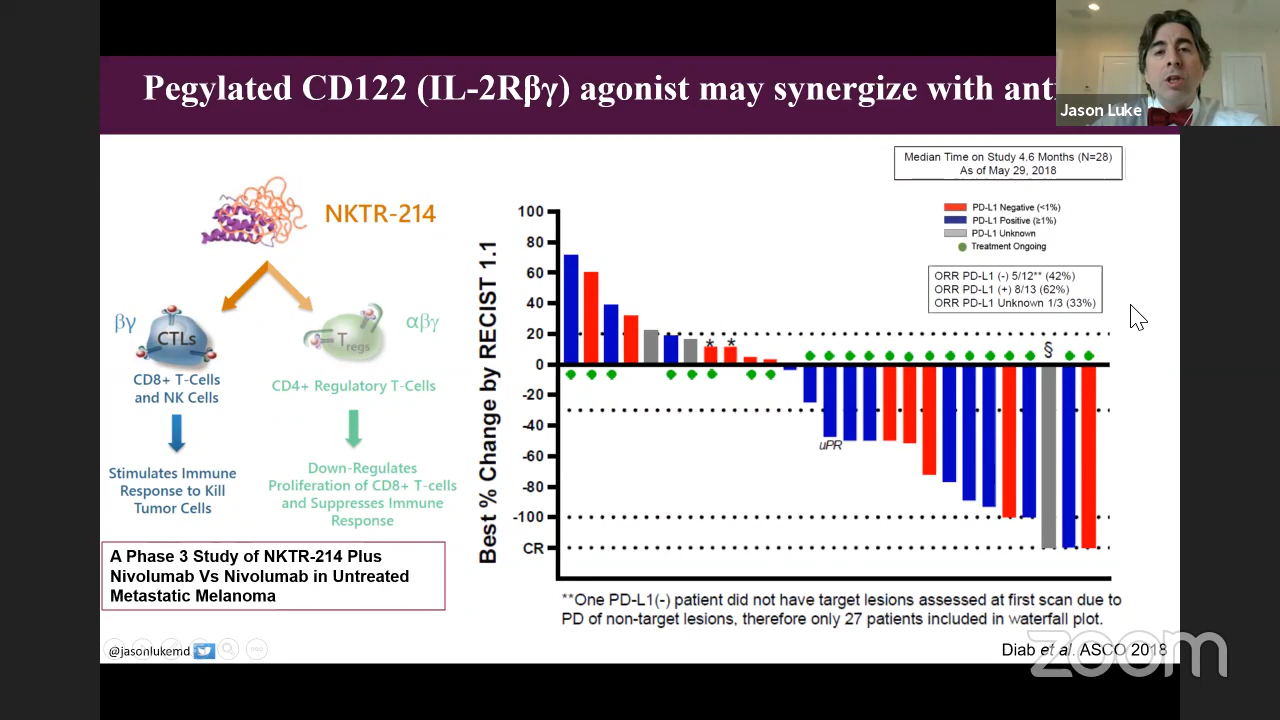 Pegylated CD122 (IL-2Rβγ) agonist may synergize with
Jason Luke
Median Time on Study 4.6 Months (N=28)
As of May 29, 2018
NKTR-214
βγ
CTLs
αβγ
Tregs
CD8+ T-Cells
and NK Cells
CD4+ Regulatory T-Cells
Stimulates Immune
Response to Kill
Tumor Cells
Down-Regulates
Proliferation of CD8+ T-cells
and Suppresses Immune
Response
A Phase 3 Study of NKTR-214 Plus
Nivolumab Vs Nivolumab in Untreated
Metastatic Melanoma
Best % Change by RECIST 1.1
100
80
60
40
20
0
-20
-40
-60
-80
-100
CR
PD-L1 Negative (<1%)
PD-L1 Positive (≥1%)
PD-L1 Unknown
Treatment Ongoing
ORR PD-L1 (-) 5/12** (42%)
ORR PD-L1 (+) 8/13 (62%)
ORR PD-L1 Unknown 1/3 (33%)
* *
§
uPR
**One PD-L1(-) patient did not have target lesions assessed at first scan due to
PD of non-target lesions, therefore only 27 patients included in waterfall plot.
@jasonlukemd
Diab et al. ASCO 2018
zoom